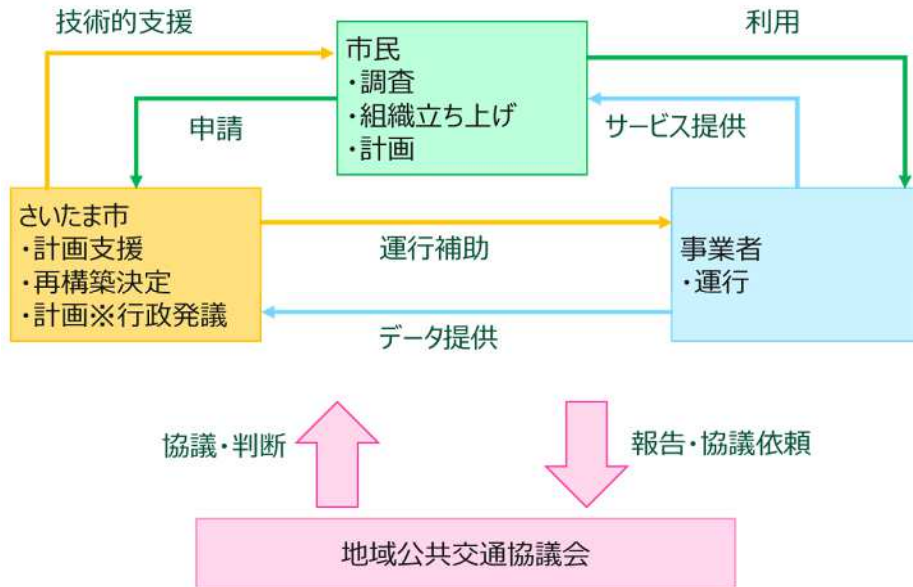 技術的支援
利用
市民
・調査
・組織立ち上げ
・計画
申請
サービス提供
さいたま市
・計画支援
・再構築決定
・計画※行政発議
運行補助
事業者
・運行
データ提供
協議・判断
報告・協議依頼
地域公共交通協議会